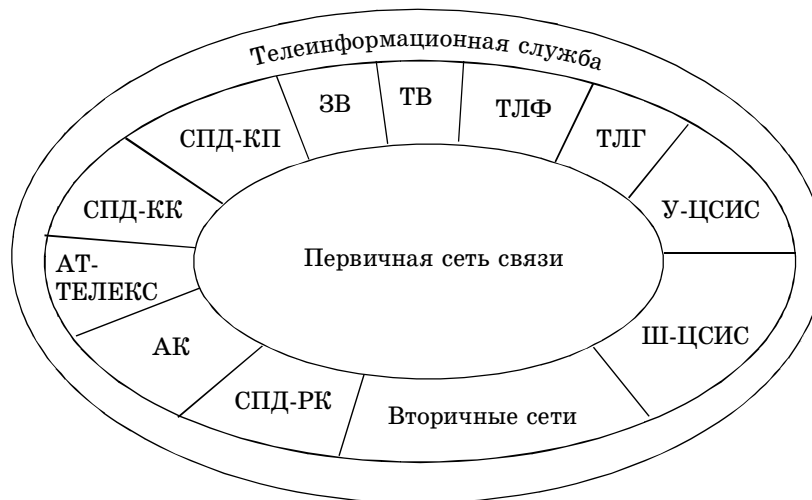 Телеинформационная служба
ЗВ
ТВ
ТЛФ
ТЛГ
СПД-КП
СПД-КК
У-ЦСИС
АТ-
ТЕЛЕКС
Первичная сеть связи
АК
Ш-ЦСИС
СПД-РК
Вторичные сети